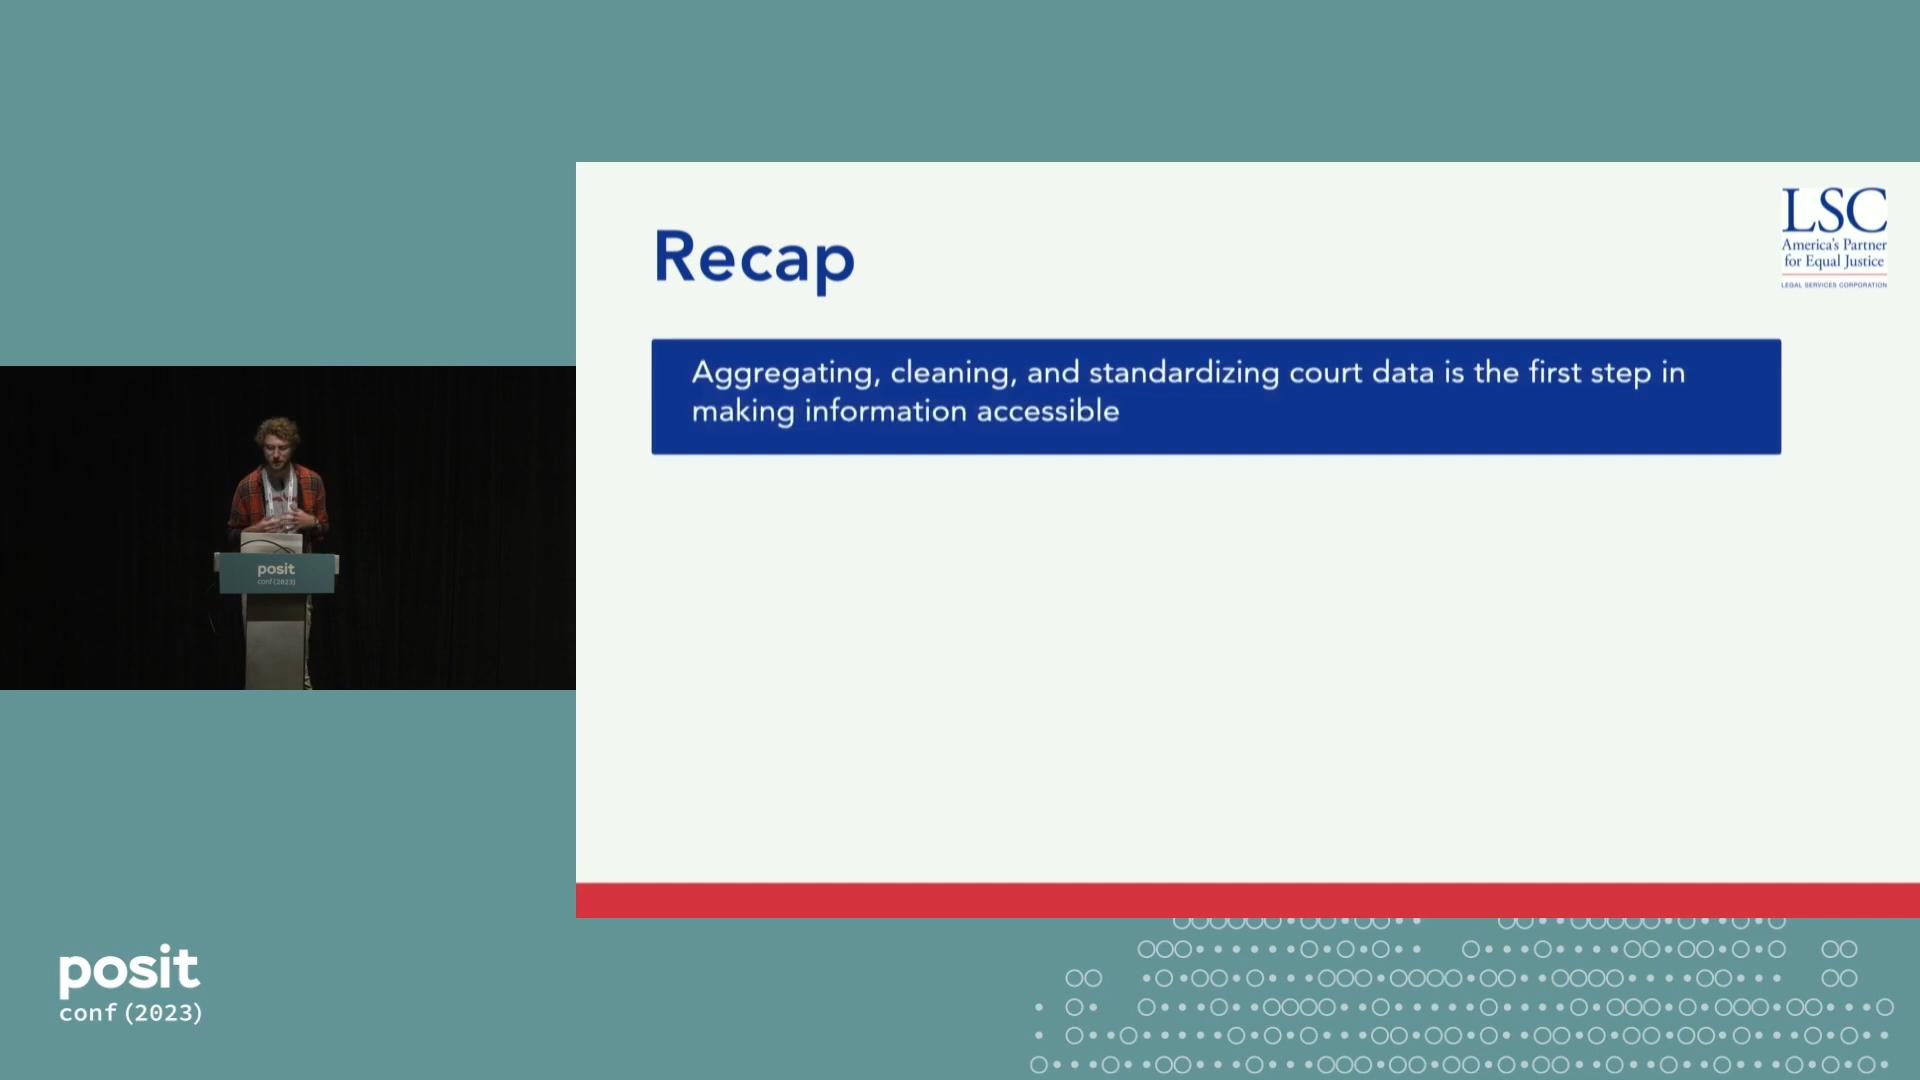 Recap
LSC
America's Partner
for Equal Justice
LEGAL SERVICES CORPORATION
Aggregating, cleaning, and standardizing court data is the first step in
making information accessible
posit
conf(2023)
posit
conf(2023)